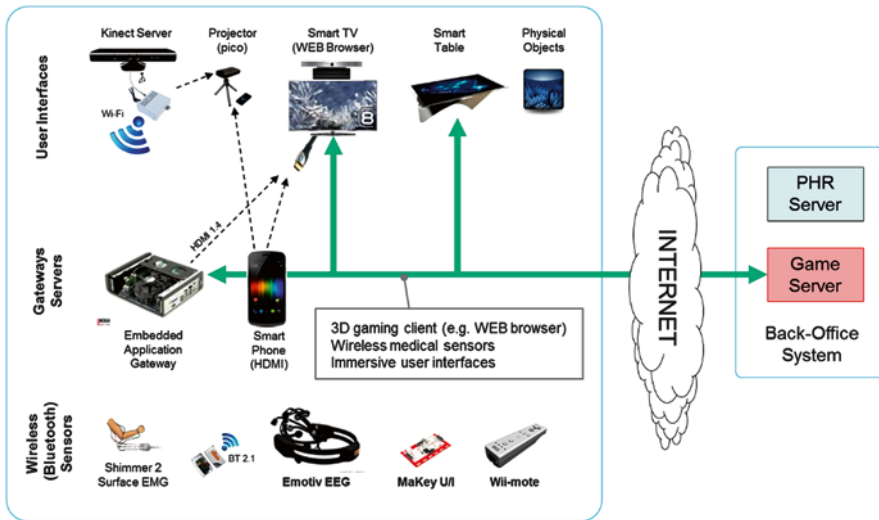 Kinect Server
Projector
(pico)
Smart TV
(WEB Browser)
Smart
Table
Physical
Objects
User Interfaces
Wi-Fi
8
HDMI 1.4
Gateways
Servers
Embedded
Application
Gateway
Smart
Phone
(HDMI)
3D gaming client (e.g. WEB browser)
Wireless medical sensors
Immersive user interfaces
INTERNET
PHR
Server
Game
Server
Back-Office
System
Wireless
(Bluetooth)
Sensors
Shimmer 2
Surface EMG
BT 2.1
Emotiv EEG
MaKey U/I
Wii-mote